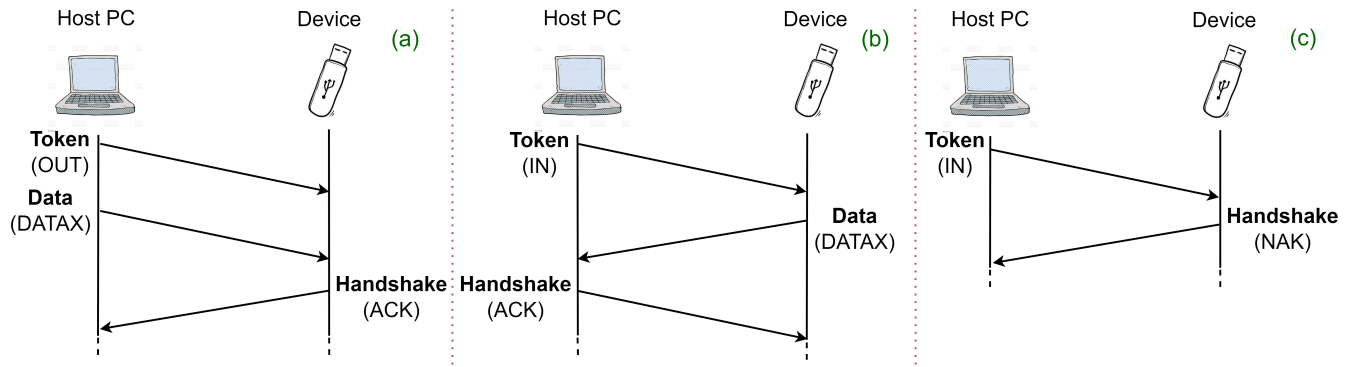 Host PC
Device
(a)
Token
(OUT)
Data
(DATAX)
Handshake
(ACK)
Host PC
Device
(b)
Token
(IN)
Data
(DATAX)
Handshake
(ACK)
Host PC
Device
(c)
Token
(IN)
Handshake
(NAK)